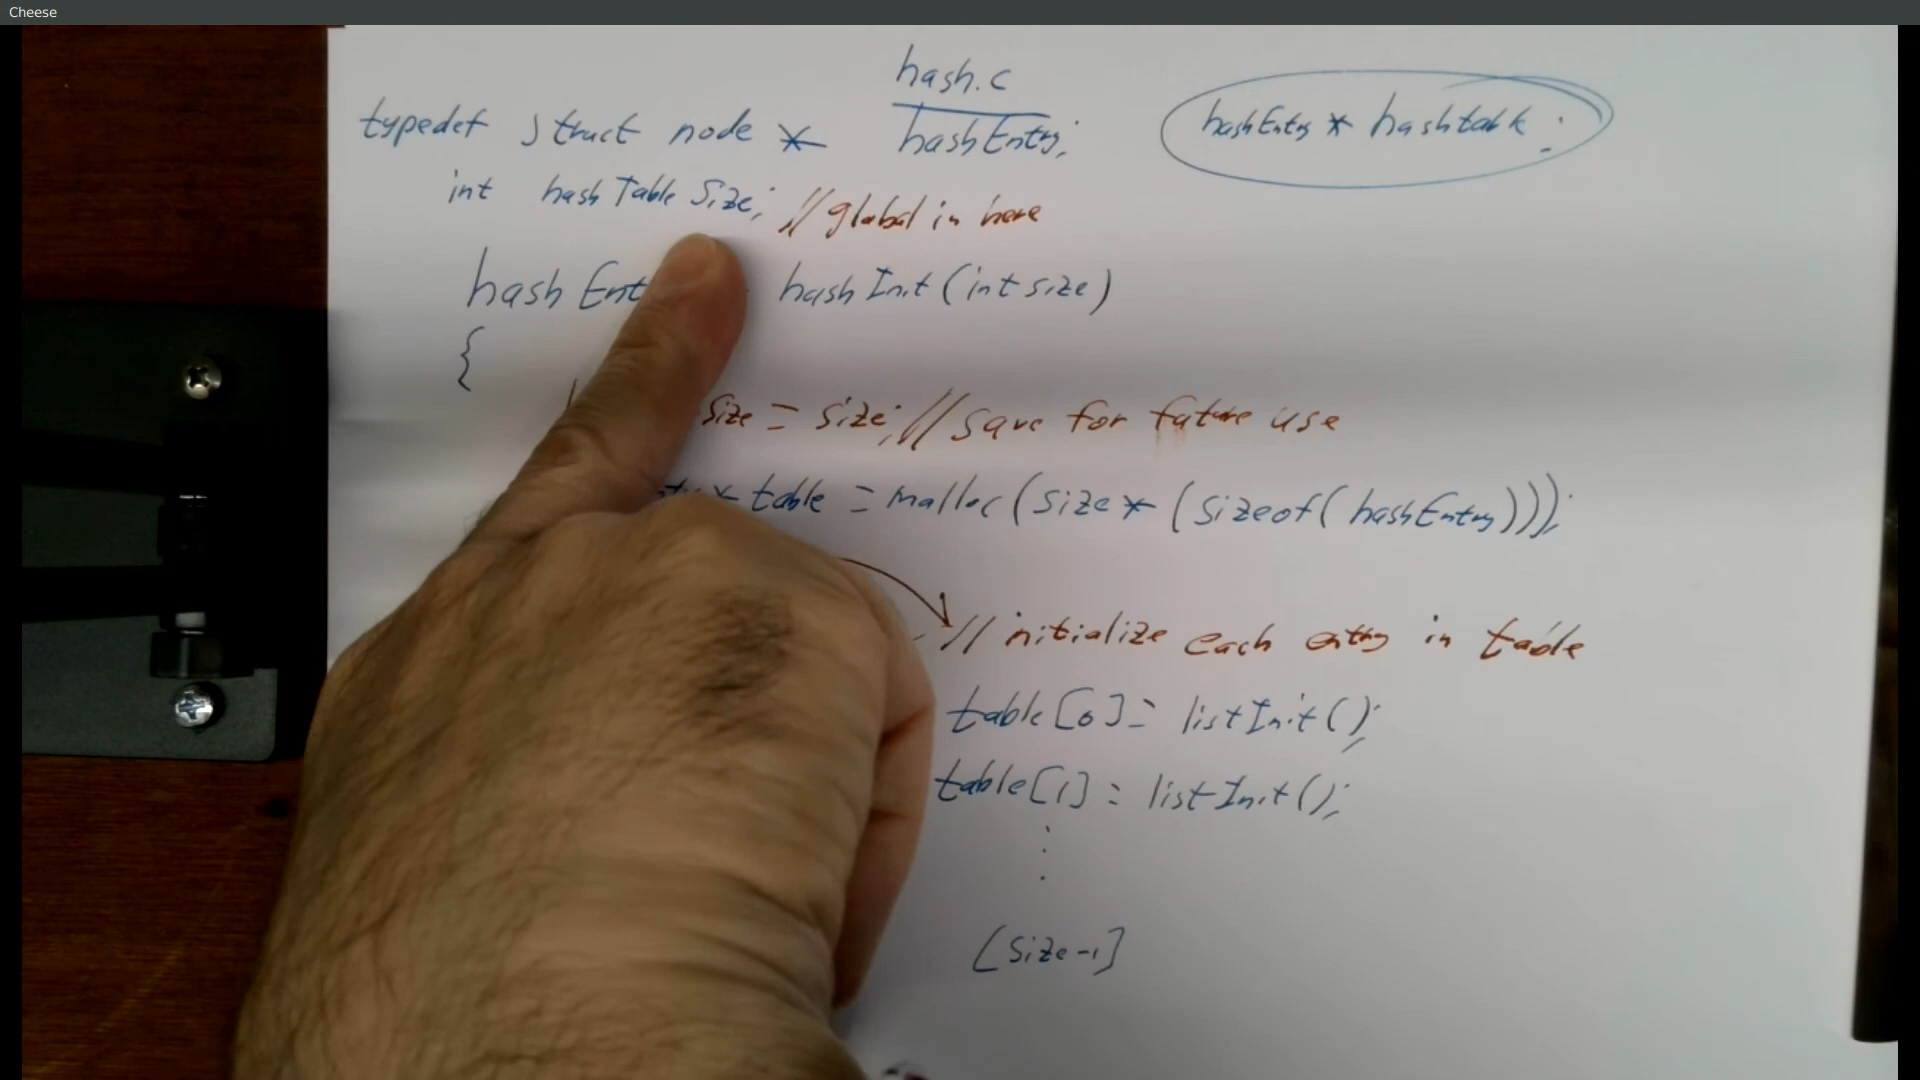 Cheese
hash.c
typedef struct node * hashEntry;
hashEntry * hashtable;
int hashTableSize; // global in here
hashEnt hashInit(int size)
{
size = size; // save for future use
* table = malloc(size * (sizeof(hashEntry)));
// initialize each entry in table
table[0] = listInit();
table[1] = listInit();
[size-1]